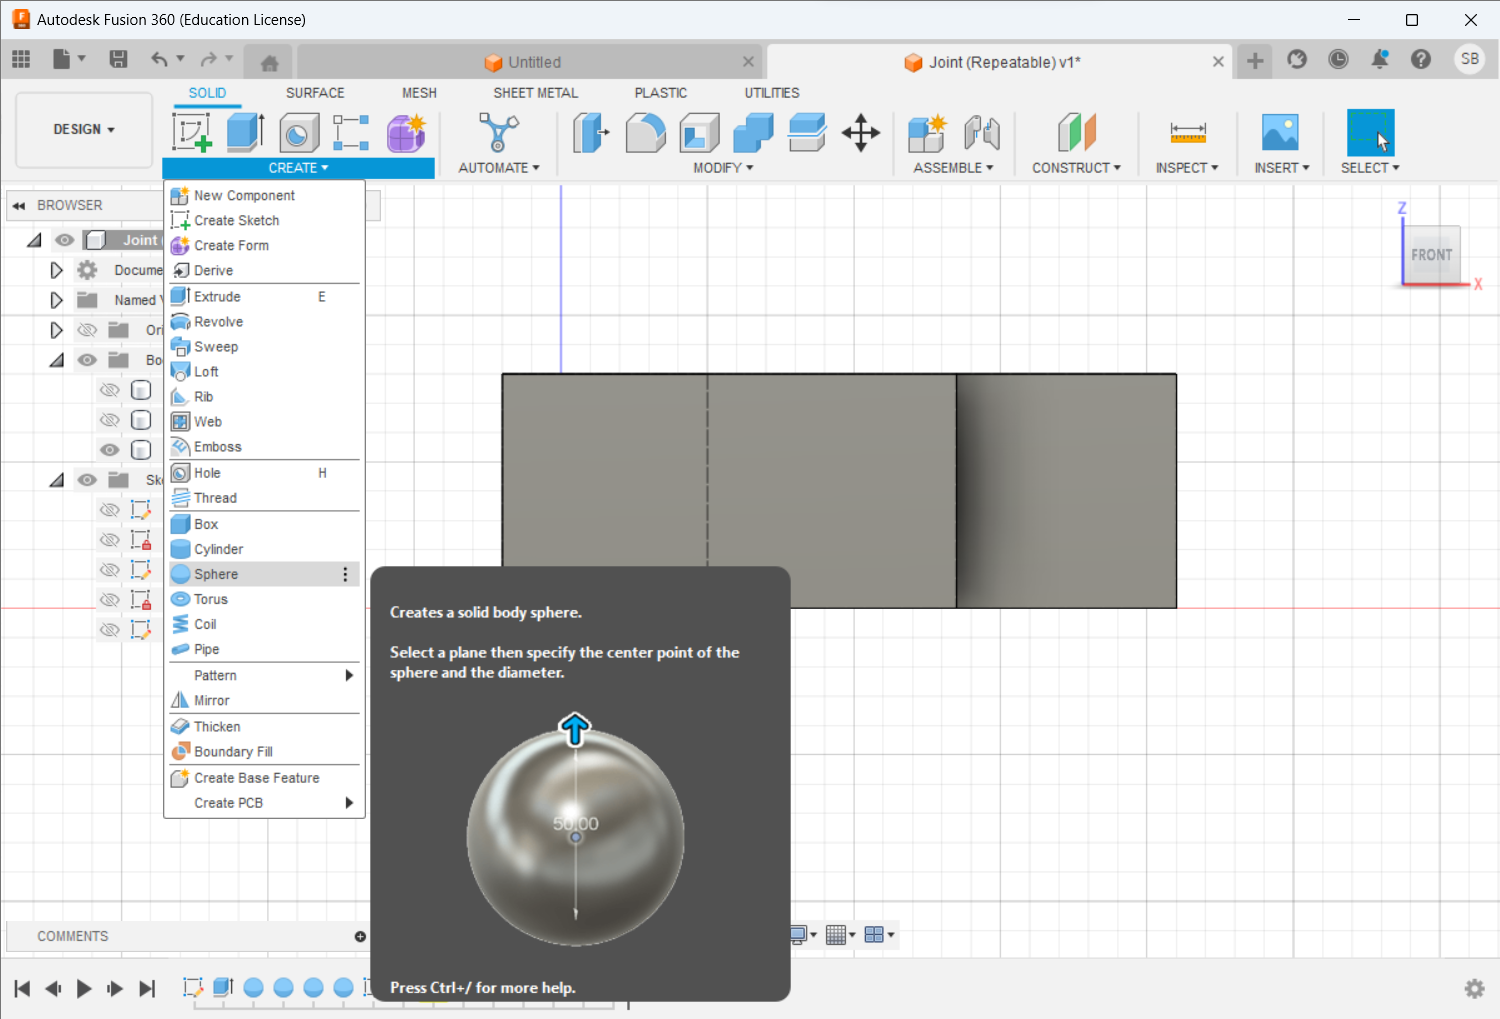 Autodesk Fusion 360 (Education License)
Untitled
Joint (Repeatable) v1*
SB
SOLID
SURFACE
MESH
SHEET METAL
PLASTIC
UTILITIES
DESIGN
CREATE
AUTOMATE
MODIFY
ASSEMBLE
CONSTRUCT
INSPECT
INSERT
SELECT
BROWSER
Joint (
Docume
Named V
Ori
Bo
Ske
New Component
Create Sketch
Create Form
Derive
Extrude E
Revolve
Sweep
Loft
Rib
Web
Emboss
Hole H
Thread
Box
Cylinder
Sphere
Torus
Coil
Pipe
Pattern
Mirror
Thicken
Boundary Fill
Create Base Feature
Create PCB
Z
FRONT
X
Creates a solid body sphere.
Select a plane then specify the center point of the
sphere and the diameter.
50.00
Press Ctrl+/ for more help.
COMMENTS